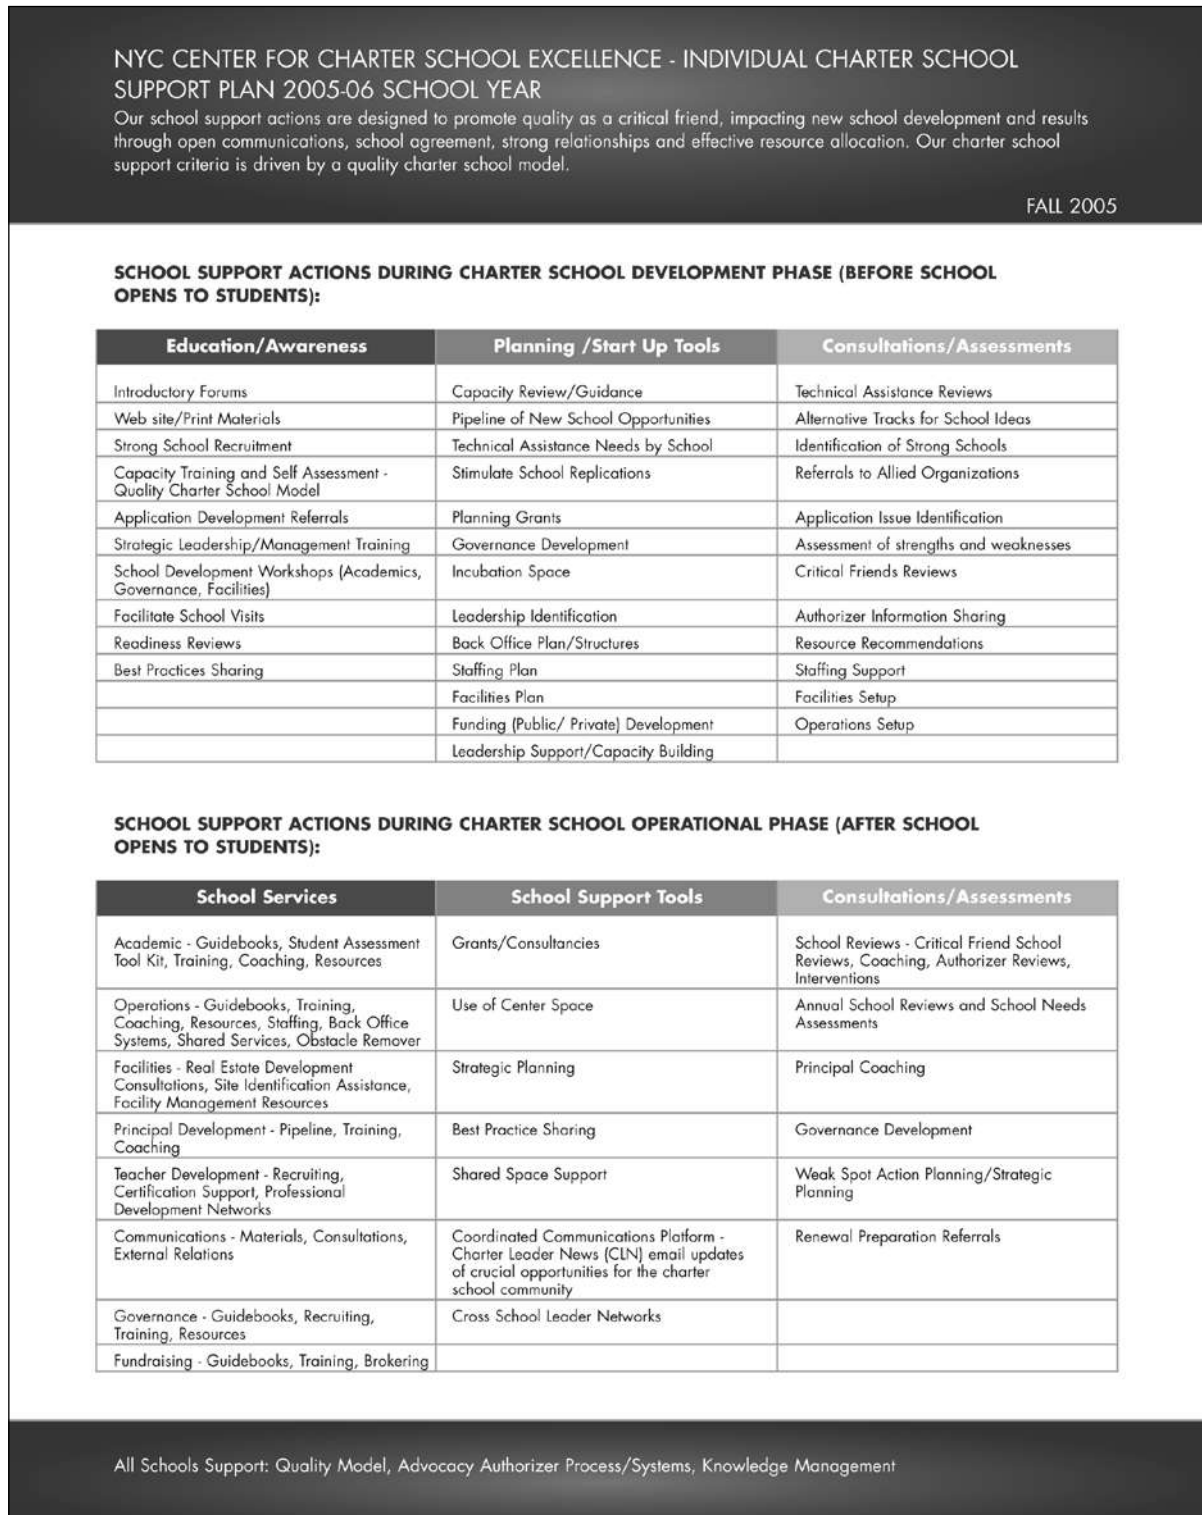 NYC CENTER FOR CHARTER SCHOOL EXCELLENCE - INDIVIDUAL CHARTER SCHOOL
SUPPORT PLAN 2005-06 SCHOOL YEAR
Our school support actions are designed to promote quality as a critical friend, impacting new school development and results
through open communications, school agreement, strong relationships and effective resource allocation. Our charter school
support criteria is driven by a quality charter school model.
FALL 2005
SCHOOL SUPPORT ACTIONS DURING CHARTER SCHOOL DEVELOPMENT PHASE (BEFORE SCHOOL
OPENS TO STUDENTS):
Education/Awareness
Planning /Start Up Tools
Consultations/Assessments
Introductory Forums
Capacity Review/Guidance
Technical Assistance Reviews
Web site/Print Materials
Pipeline of New School Opportunities
Alternative Tracks for School Ideas
Strong School Recruitment
Technical Assistance Needs by School
Identification of Strong Schools
Capacity Training and Self Assessment -
Quality Charter School Model
Stimulate School Replications
Referrals to Allied Organizations
Application Development Referrals
Planning Grants
Application Issue Identification
Strategic Leadership/Management Training
Governance Development
Assessment of strengths and weaknesses
School Development Workshops (Academics,
Governance, Facilities)
Incubation Space
Critical Friends Reviews
Facilitate School Visits
Leadership Identification
Authorizer Information Sharing
Readiness Reviews
Back Office Plan/Structures
Resource Recommendations
Best Practices Sharing
Staffing Plan
Staffing Support
Facilities Plan
Facilities Setup
Funding (Public/ Private) Development
Operations Setup
Leadership Support/Capacity Building
SCHOOL SUPPORT ACTIONS DURING CHARTER SCHOOL OPERATIONAL PHASE (AFTER SCHOOL
OPENS TO STUDENTS):
School Services
School Support Tools
Consultations/Assessments
Academic - Guidebooks, Student Assessment
Tool Kit, Training, Coaching, Resources
Grants/Consultancies
School Reviews - Critical Friend School
Reviews, Coaching, Authorizer Reviews,
Interventions
Operations - Guidebooks, Training,
Coaching, Resources, Staffing, Back Office
Systems, Shared Services, Obstacle Remover
Use of Center Space
Annual School Reviews and School Needs
Assessments
Facilities - Real Estate Development
Consultations, Site Identification Assistance,
Facility Management Resources
Strategic Planning
Principal Coaching
Principal Development - Pipeline, Training,
Coaching
Best Practice Sharing
Governance Development
Teacher Development - Recruiting,
Certification Support, Professional
Development Networks
Shared Space Support
Weak Spot Action Planning/Strategic
Planning
Communications - Materials, Consultations,
External Relations
Coordinated Communications Platform -
Charter Leader News (CLN) email updates
of crucial opportunities for the charter
school community
Renewal Preparation Referrals
Governance - Guidebooks, Recruiting,
Training, Resources
Cross School Leader Networks
Fundraising - Guidebooks, Training, Brokering
All Schools Support: Quality Model, Advocacy Authorizer Process/Systems, Knowledge Management